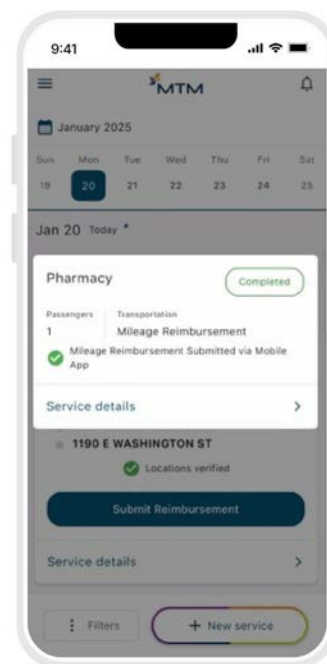 9:41
MTM
January 2025
Sun Mon Tue Wed Thu Fri Sat
19 20 21 22 23 24 25
Jan 20 Today
Pharmacy
Completed
Passengers Transportation
1 Mileage Reimbursement
Mileage Reimbursement Submitted via Mobile
App
Service details
1190 E WASHINGTON ST
Locations verified
Submit Reimbursement
Service details
Filters
+ New service